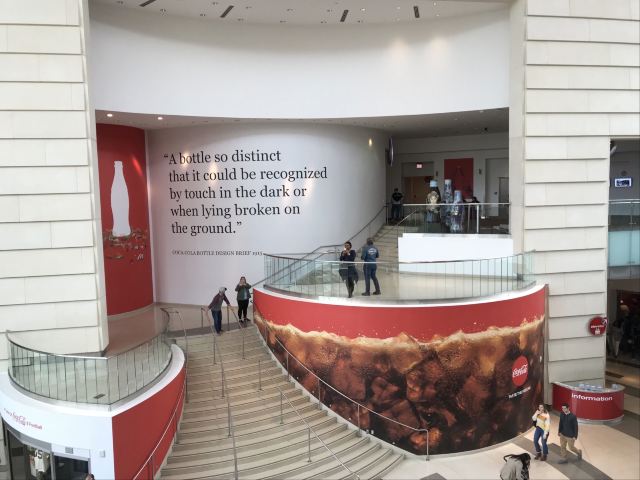 “A bottle so distinct
that it could be recognized
by touch in the dark or
when lying broken on
the ground.”
COCA-COLA BOTTLE DESIGN BRIEF 1915
Coca-Cola
information